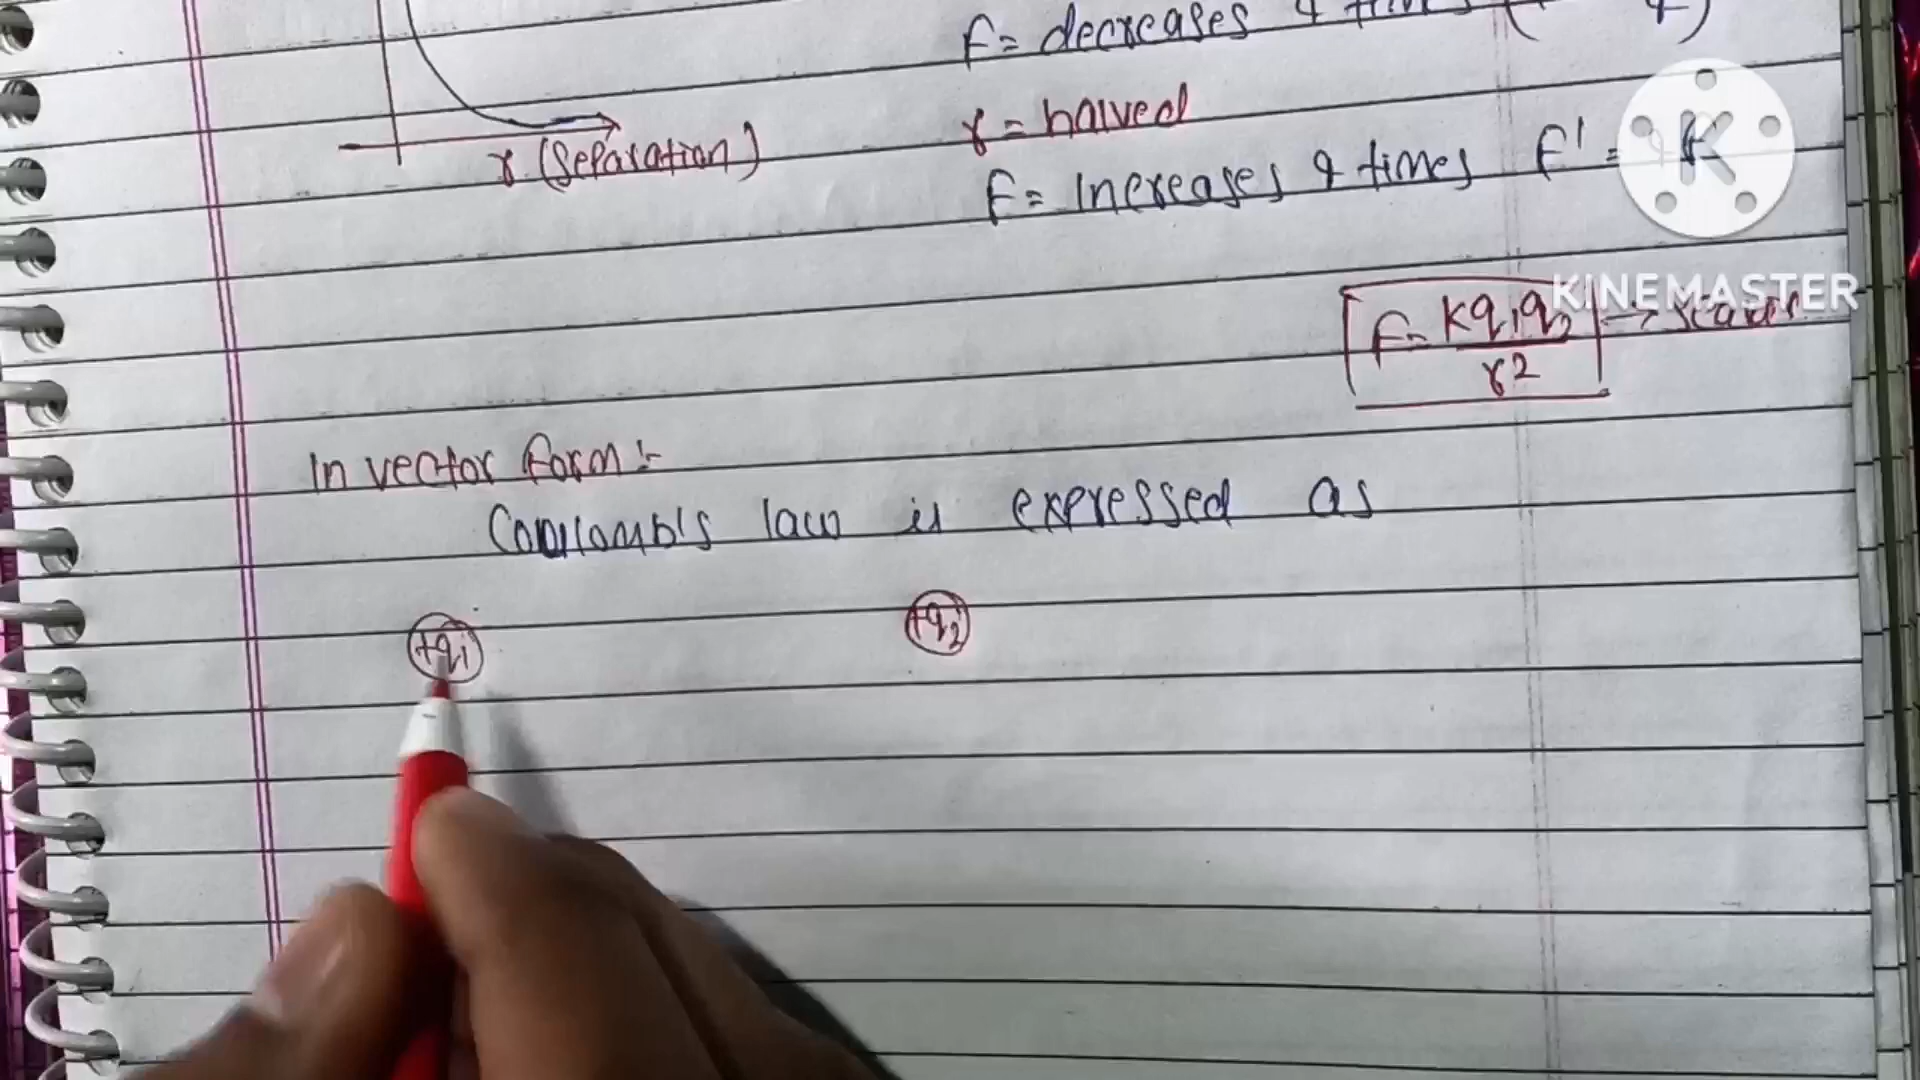 F = decreases 4 times
r (Separation)
r = halved
F = Increases 4 times F' = 4F
K
KINEMASTER
F = Kq1q2 / r2 → scalar
In vector form :-
Coulomb's law is expressed as
+q1 +q2